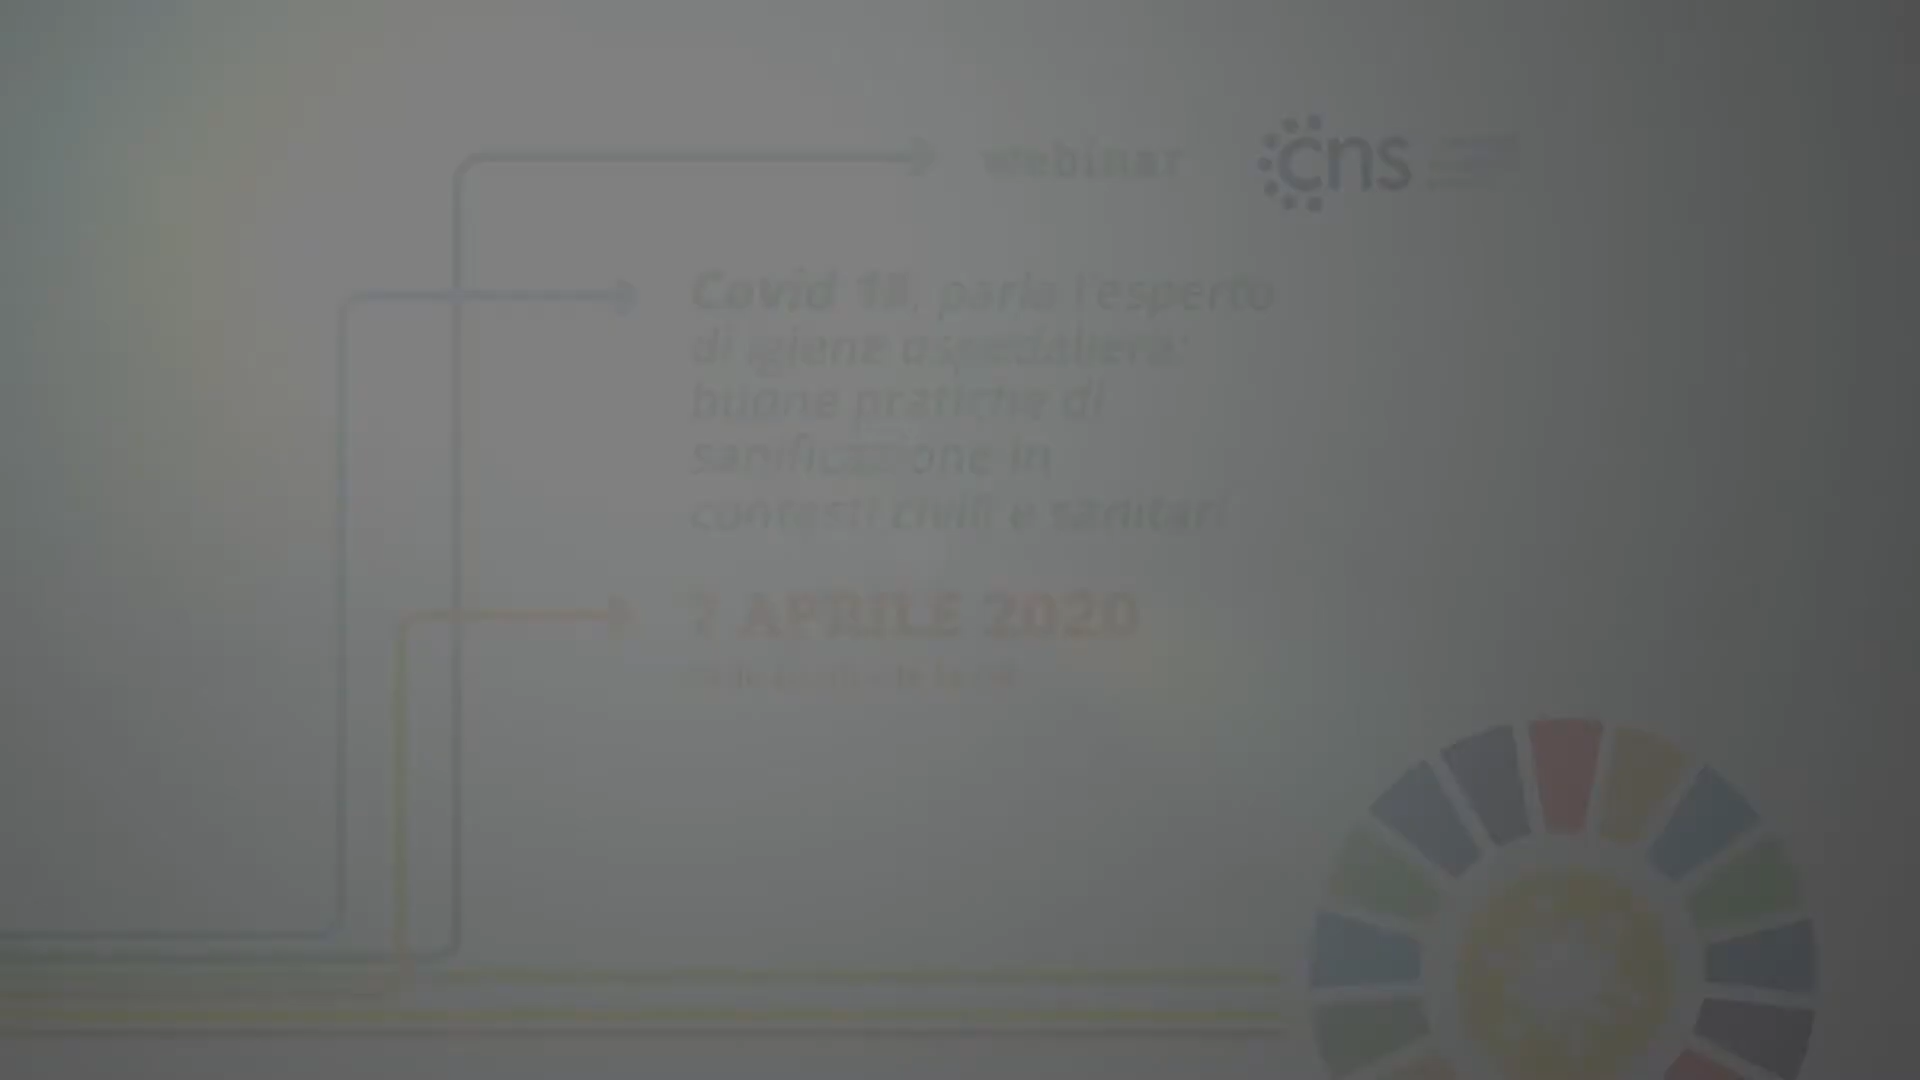 webinar
cns
Covid 19, parla l'esperto
di igiene ospedaliera:
buone pratiche di
sanificazione in
contesti civili e sanitari
7 APRILE 2020